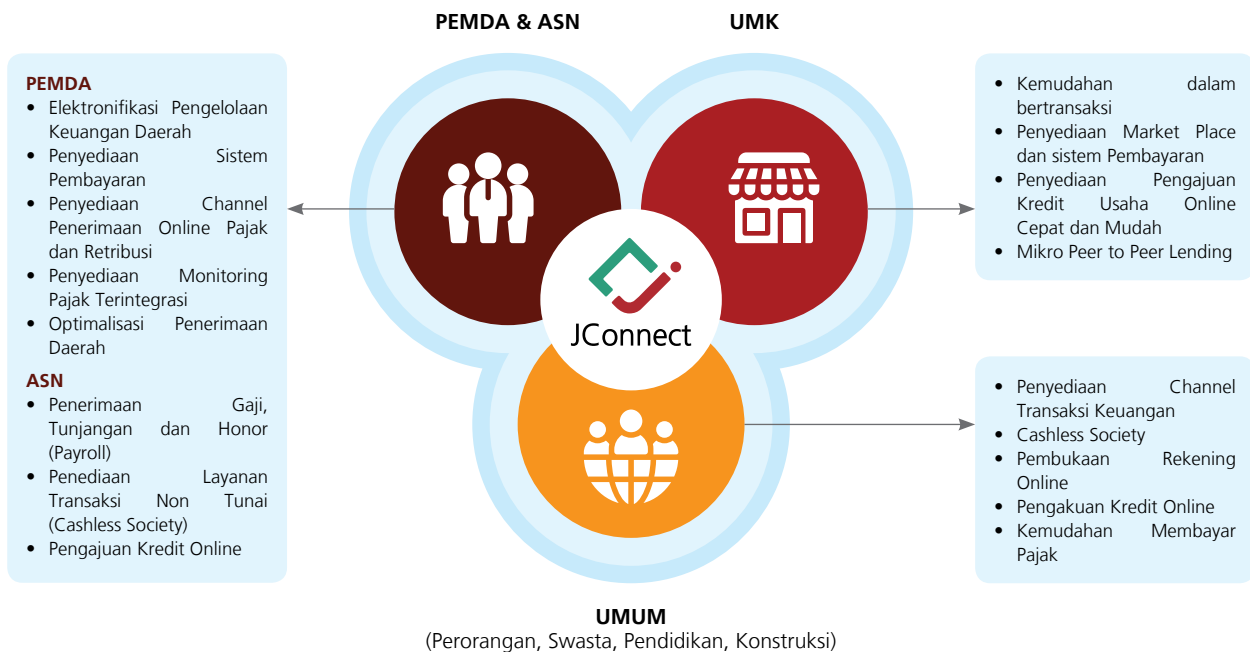 PEMDA & ASN
UMK
PEMDA
• Elektronifikasi Pengelolaan
Keuangan Daerah
• Penyediaan Sistem
Pembayaran
• Penyediaan Channel
Penerimaan Online Pajak
dan Retribusi
• Penyediaan Monitoring
Pajak Terintegrasi
• Optimalisasi Penerimaan
Daerah
ASN
• Penerimaan Gaji,
Tunjangan dan Honor
(Payroll)
• Penediaan Layanan
Transaksi Non Tunai
(Cashless Society)
• Pengajuan Kredit Online
JConnect
• Kemudahan dalam
bertransaksi
• Penyediaan Market Place
dan sistem Pembayaran
• Penyediaan Pengajuan
Kredit Usaha Online
Cepat dan Mudah
• Mikro Peer to Peer Lending
• Penyediaan Channel
Transaksi Keuangan
• Cashless Society
• Pembukaan Rekening
Online
• Pengakuan Kredit Online
• Kemudahan Membayar
Pajak
UMUM
(Perorangan, Swasta, Pendidikan, Konstruksi)